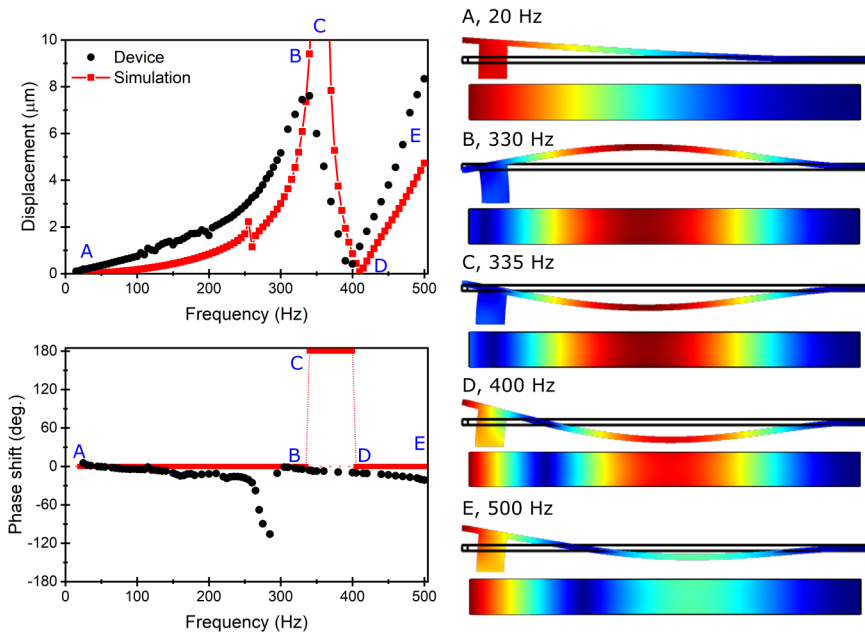 C
10
Device
Simulation
B
8
6
E
4
2
A
D
0
0
100
200
300
400
500
Displacement (μm)
Frequency (Hz)
180
C
120
60
A
B
D
E
0
-60
-120
-180
0
100
200
300
400
500
Phase shift (deg.)
Frequency (Hz)
A, 20 Hz
B, 330 Hz
C, 335 Hz
D, 400 Hz
E, 500 Hz